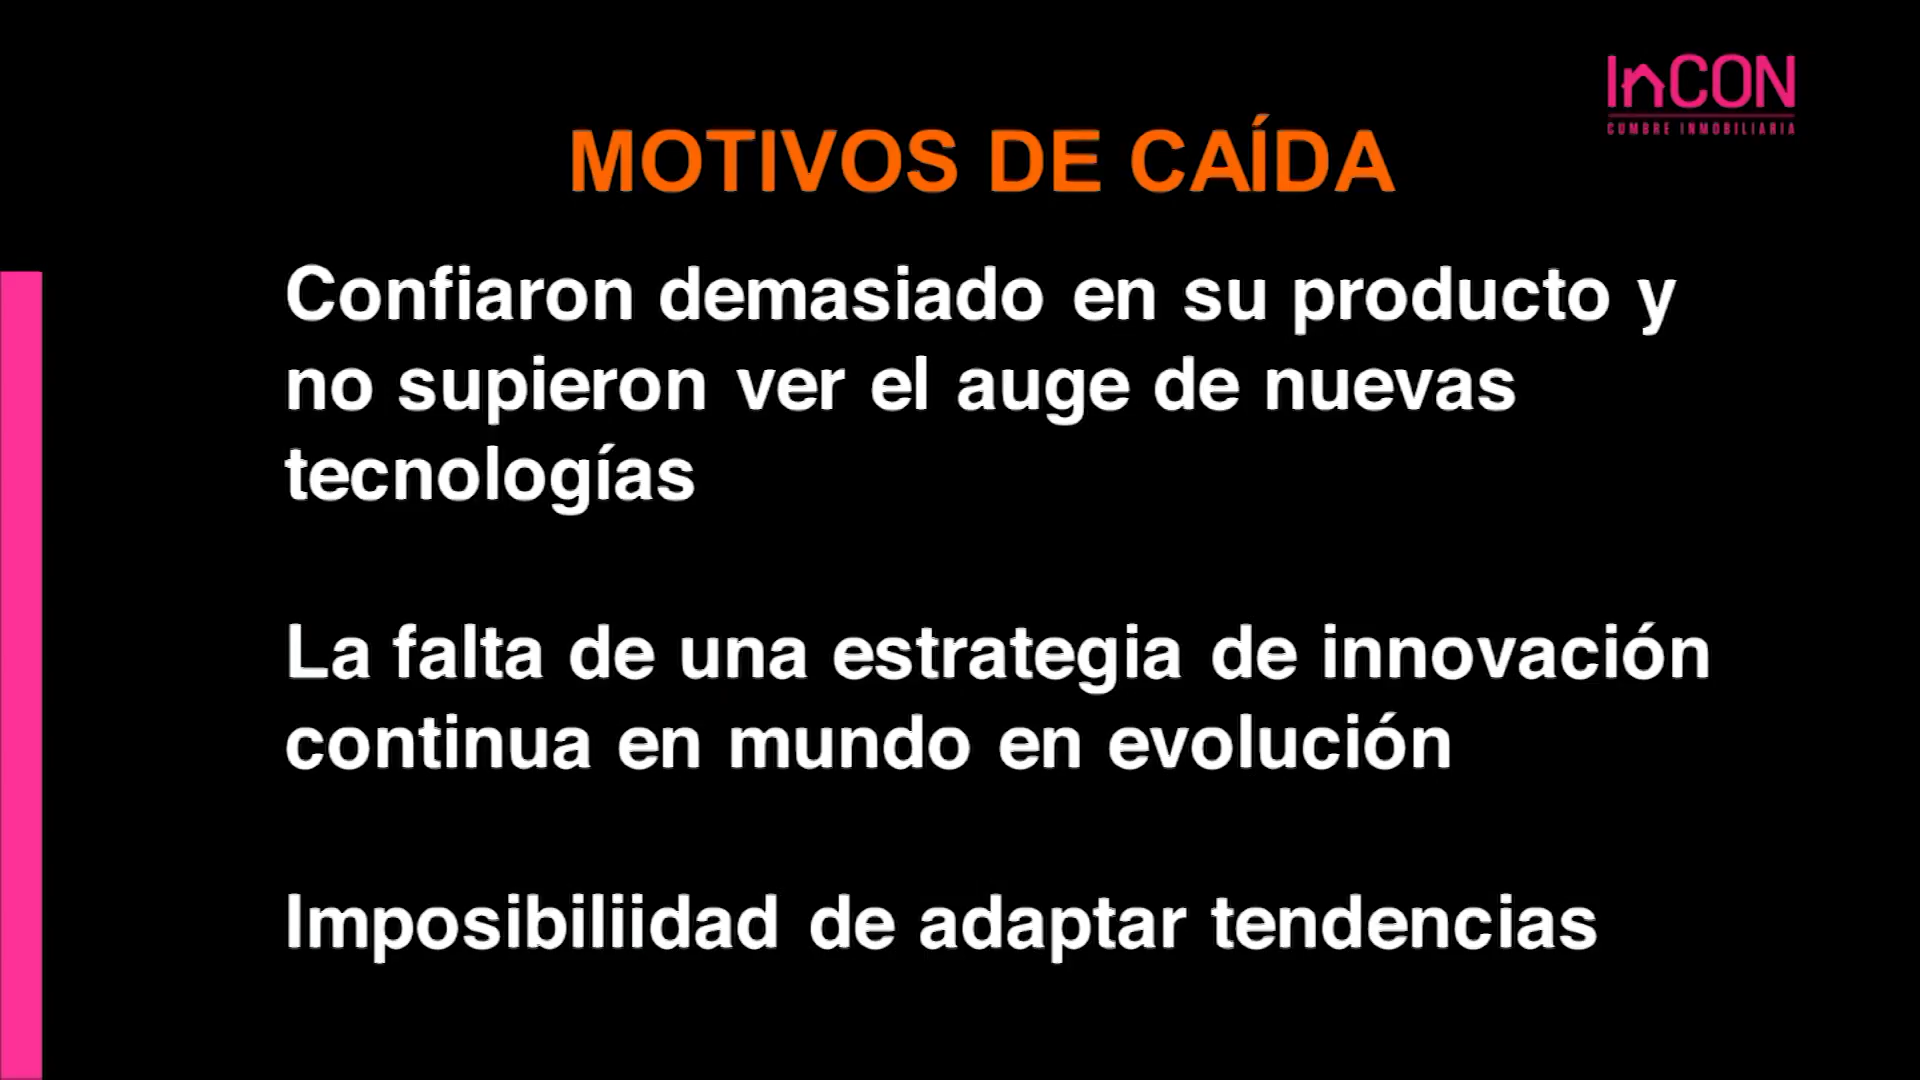 InCON
CUMBRE INMOBILIARIA
MOTIVOS DE CAÍDA
Confiaron demasiado en su producto y
no supieron ver el auge de nuevas
tecnologías
La falta de una estrategia de innovación
continua en mundo en evolución
Imposibiliidad de adaptar tendencias